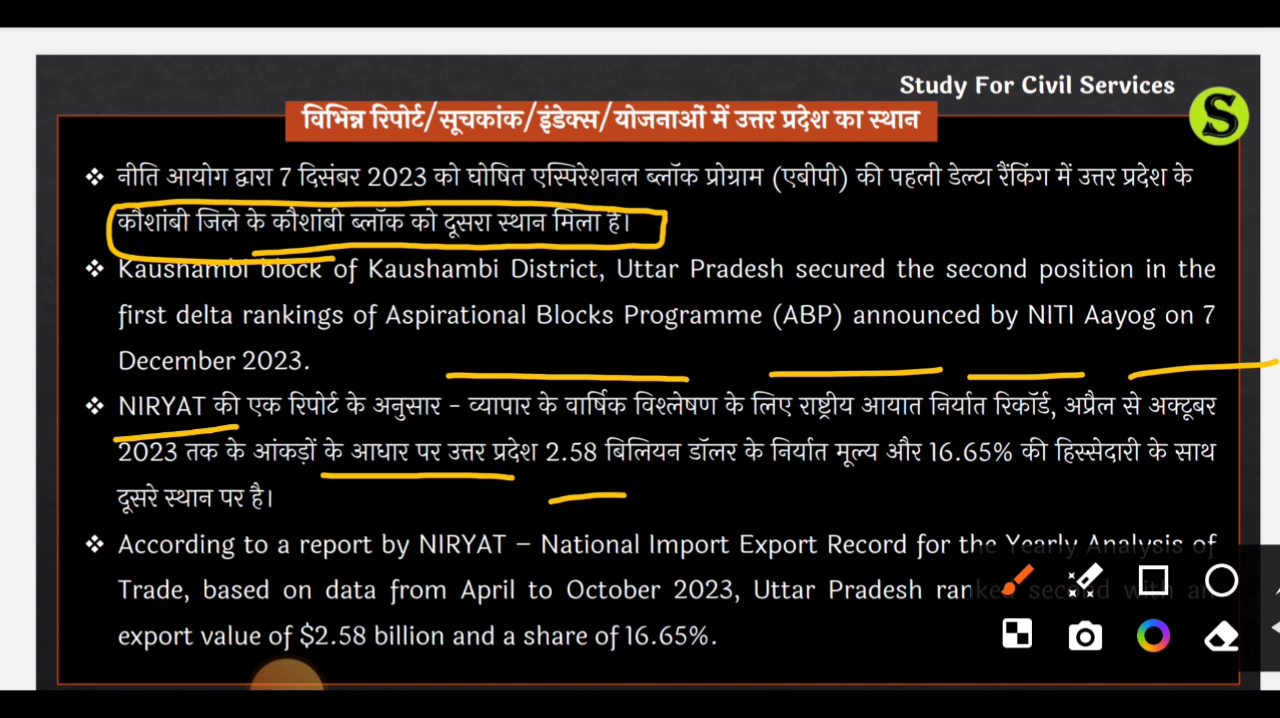 Study For Civil Services
S
विभिन्न रिपोर्ट/सूचकांक/इंडेक्स/योजनाओं में उत्तर प्रदेश का स्थान
❖ नीति आयोग द्वारा 7 दिसंबर 2023 को घोषित एस्पिरेशनल ब्लॉक प्रोग्राम (एबीपी) की पहली डेल्टा रैंकिंग में उत्तर प्रदेश के
कौशांबी जिले के कौशांबी ब्लॉक को दूसरा स्थान मिला है।
❖ Kaushambi block of Kaushambi District, Uttar Pradesh secured the second position in the
first delta rankings of Aspirational Blocks Programme (ABP) announced by NITI Aayog on 7
December 2023.
❖ NIRYAT की एक रिपोर्ट के अनुसार - व्यापार के वार्षिक विश्लेषण के लिए राष्ट्रीय आयात निर्यात रिकॉर्ड, अप्रैल से अक्टूबर
2023 तक के आंकड़ों के आधार पर उत्तर प्रदेश 2.58 बिलियन डॉलर के निर्यात मूल्य और 16.65% की हिस्सेदारी के साथ
दूसरे स्थान पर है।
❖ According to a report by NIRYAT – National Import Export Record for the Yearly Analysis of
Trade, based on data from April to October 2023, Uttar Pradesh ranked second with an
export value of $2.58 billion and a share of 16.65%.